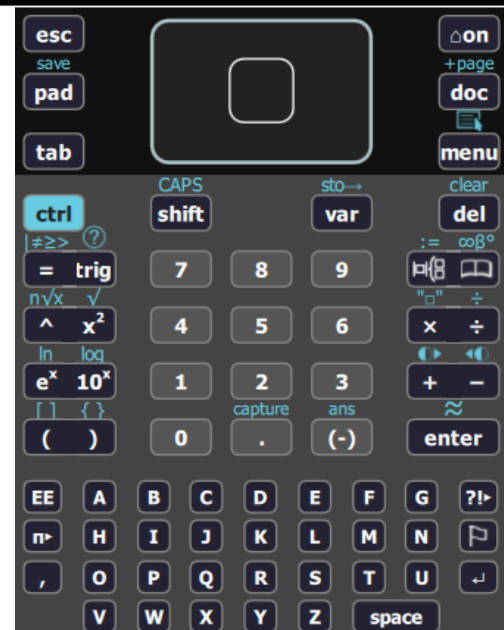 esc ⌂on
save +page
pad doc
tab menu
CAPS sto→ clear
ctrl shift var del
|≠≥> ? := ∞β°
= trig 7 8 9
n√x √ "□" ÷
^ x² 4 5 6 × ÷
ln log
eˣ 10ˣ 1 2 3 + −
[ ] { } capture ans ≈
( ) 0 . (-) enter
EE A B C D E F G ?!▸
π▸ H I J K L M N
, O P Q R S T U ↵
V W X Y Z space